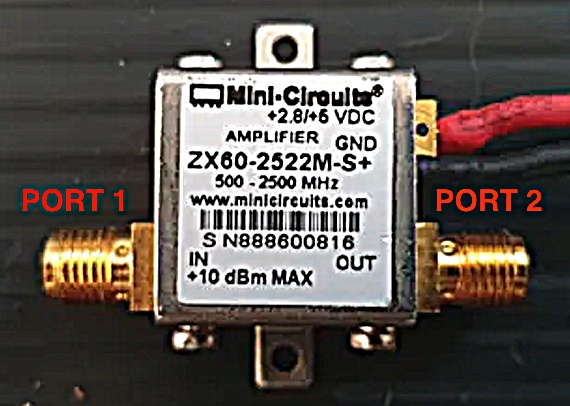 Mini-Circuits®
+2.8/+5 VDC
AMPLIFIER GND
ZX60-2522M-S+
500 - 2500 MHz
www.minicircuits.com
PORT 1
PORT 2
S N888600816
IN OUT
+10 dBm MAX